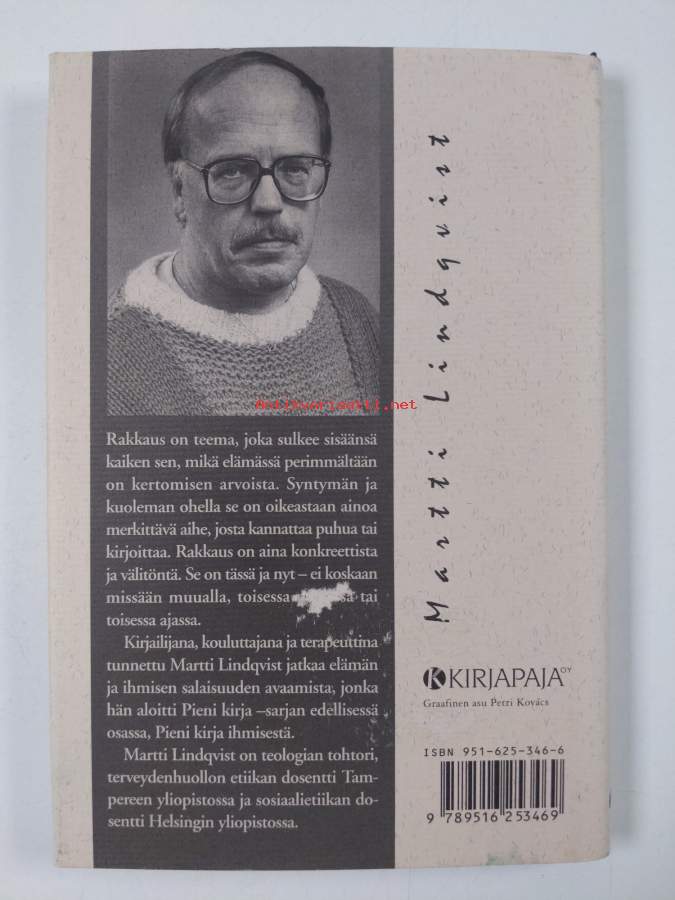 Antikvariaatti.net
Rakkaus on teema, joka sulkee sisäänsä
kaiken sen, mikä elämässä perimmältään
on kertomisen arvoista. Syntymän ja
kuoleman ohella se on oikeastaan ainoa
merkittävä aihe, josta kannattaa puhua tai
kirjoittaa. Rakkaus on aina konkreettista
ja välitöntä. Se on tässä ja nyt – ei koskaan
missään muualla, toisessa tai
toisessa ajassa.
Kirjailijana, kouluttajana ja terapeuttina
tunnettu Martti Lindqvist jatkaa elämän
ja ihmisen salaisuuden avaamista, jonka
hän aloitti Pieni kirja –sarjan edellisessä
osassa, Pieni kirja ihmisestä.
Martti Lindqvist on teologian tohtori,
terveydenhuollon etiikan dosentti Tam-
pereen yliopistossa ja sosiaalietiikan do-
sentti Helsingin yliopistossa.
Martti Lindqvist
KIRJAPAJA OY
Graafinen asu Petri Kovács
ISBN 951-625-346-6
9 789516 253469